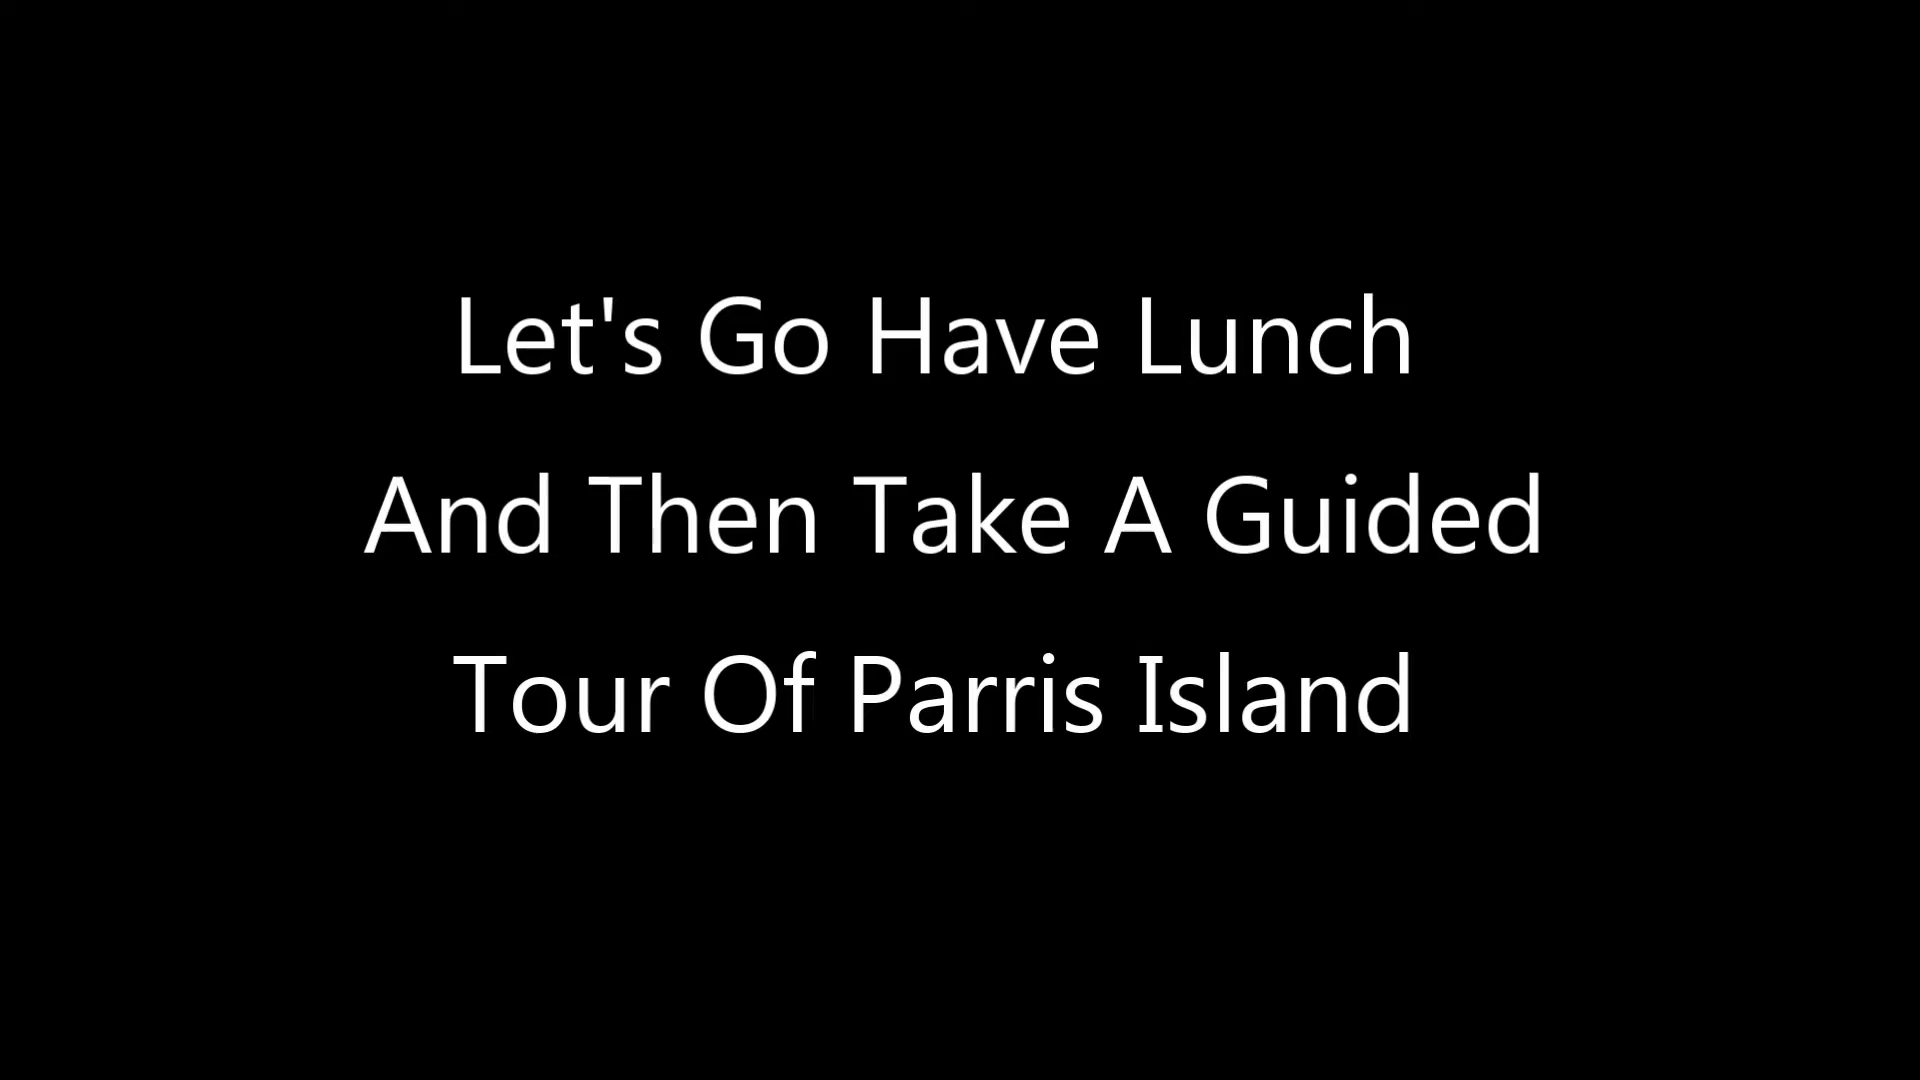 Let's Go Have Lunch
And Then Take A Guided
Tour Of Parris Island